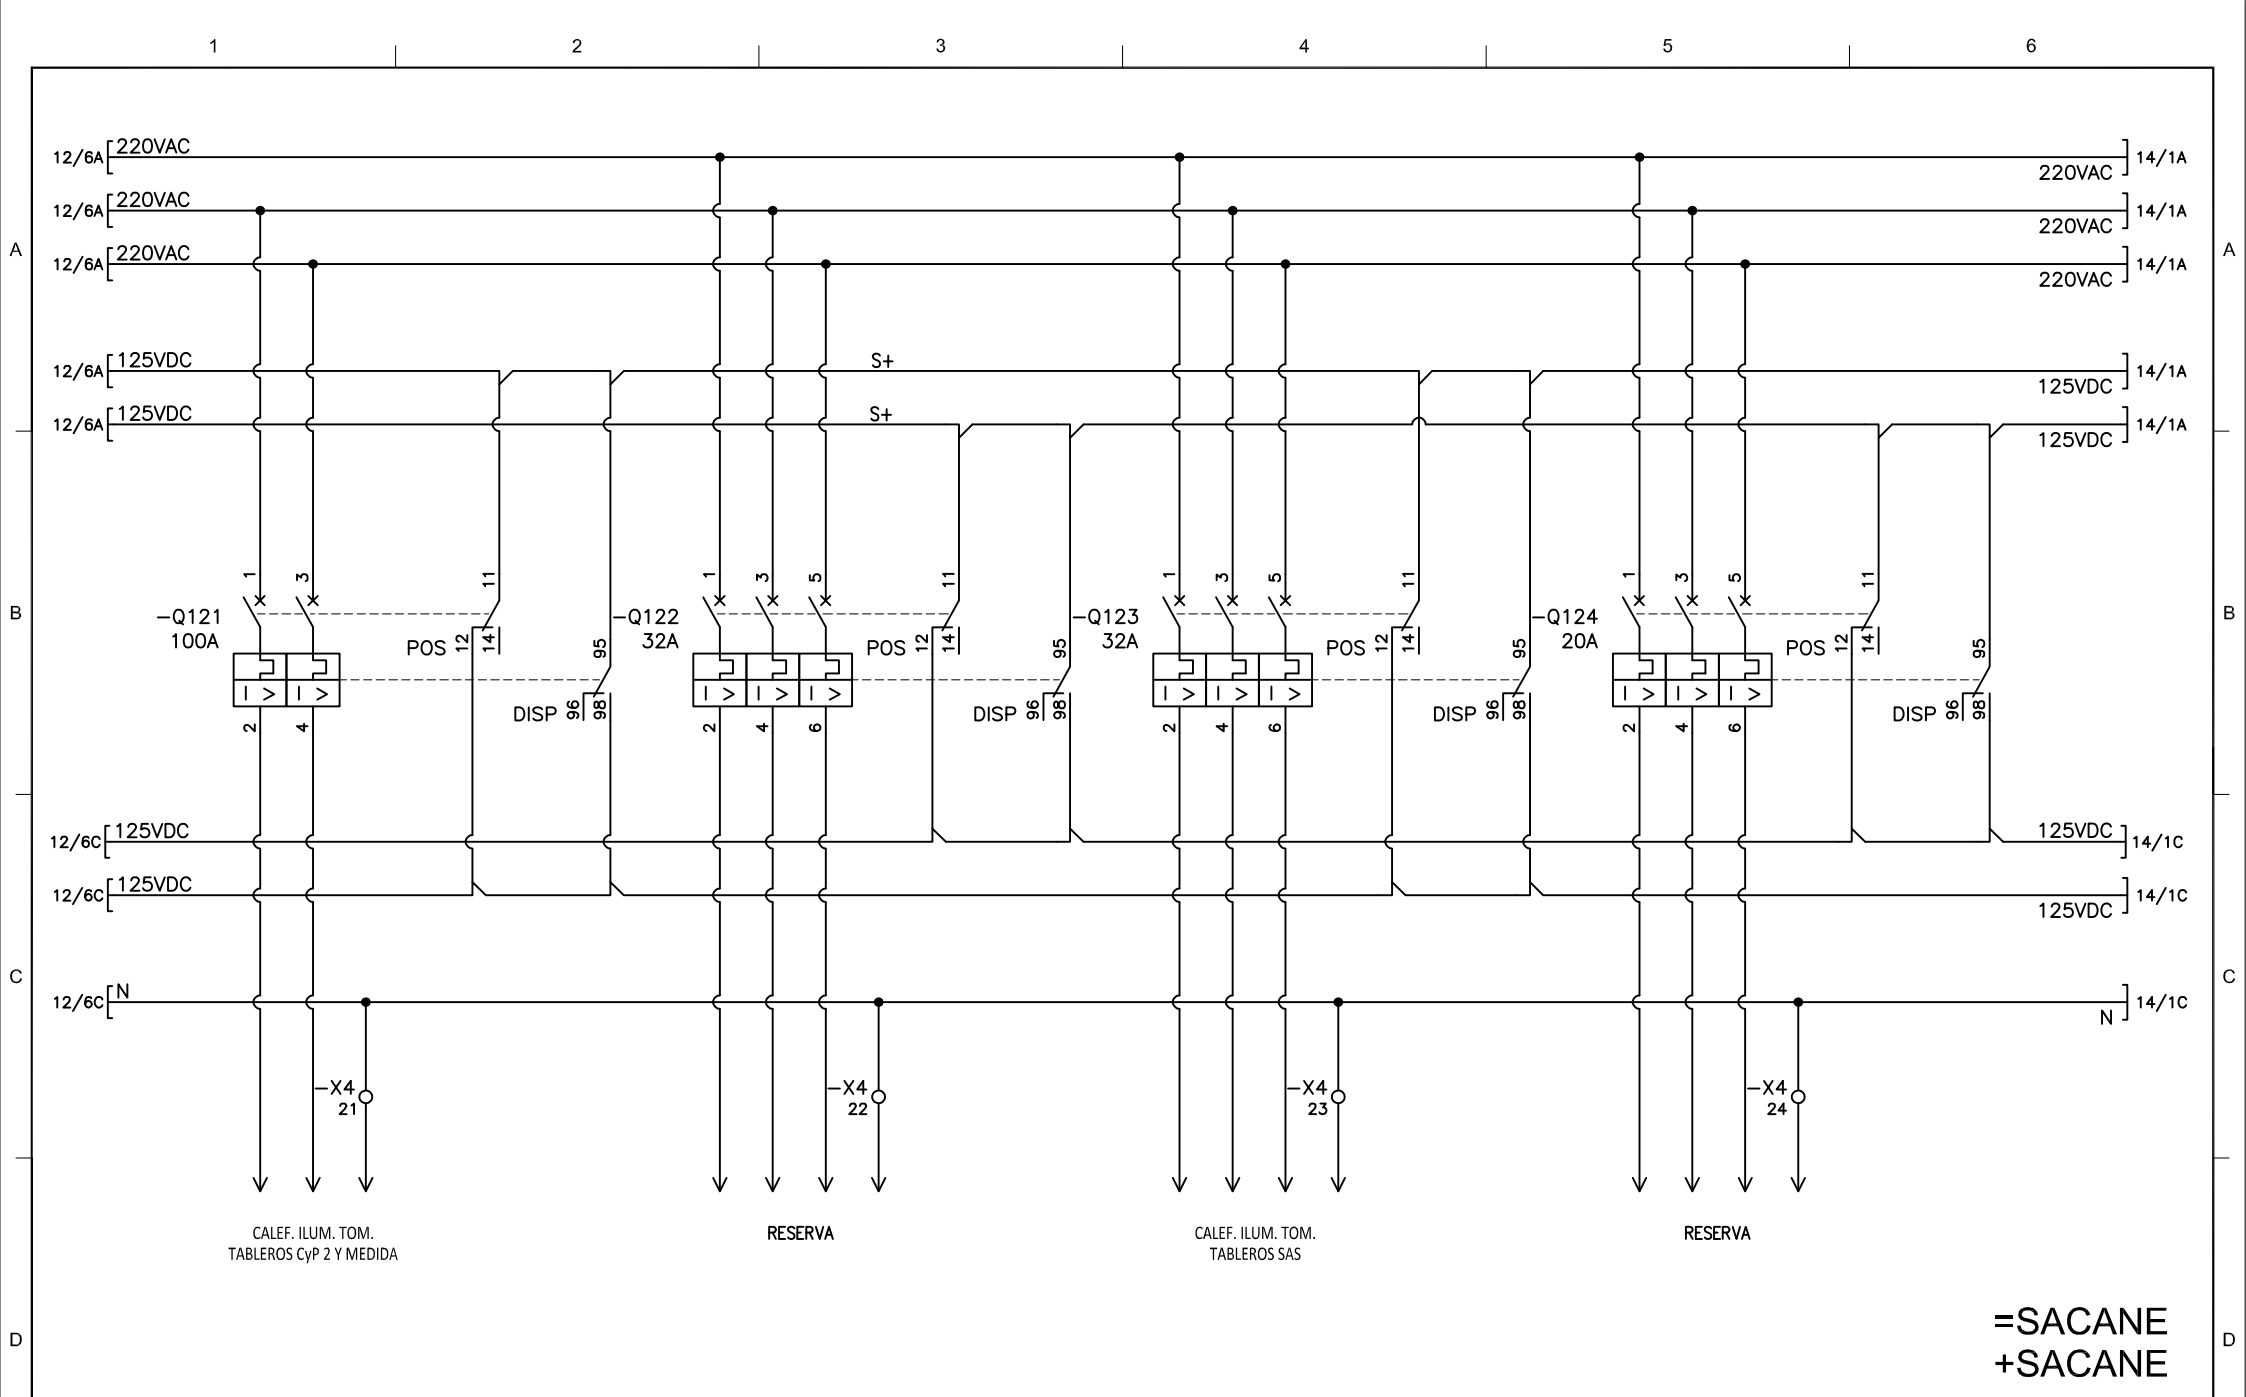 1 2 3 4 5 6
12/6A 220VAC 14/1A
220VAC
12/6A 220VAC 14/1A
220VAC
A A
12/6A 220VAC 14/1A
220VAC
12/6A 125VDC S+ 14/1A
125VDC
12/6A 125VDC S+ 14/1A
125VDC
1 3 11 1 3 5 11 1 3 5 11 1 3 5 11
B B
-Q121 -Q122 -Q123 -Q124
100A 32A 32A 20A
POS 12 14 95 POS 12 14 95 POS 12 14 95 POS 12 14 95
I > I > I > I > I > I > I > I > I > I > I >
DISP 96 98 DISP 96 98 DISP 96 98 DISP 96 98
2 4 2 4 6 2 4 6 2 4 6
12/6C 125VDC 125VDC 14/1C
12/6C 125VDC 14/1C
125VDC
C C
12/6C N 14/1C
N
-X4 -X4 -X4 -X4
21 22 23 24
CALEF. ILUM. TOM.
TABLEROS CyP 2 Y MEDIDA
RESERVA
CALEF. ILUM. TOM.
TABLEROS SAS
RESERVA
=SACANE
D D
+SACANE